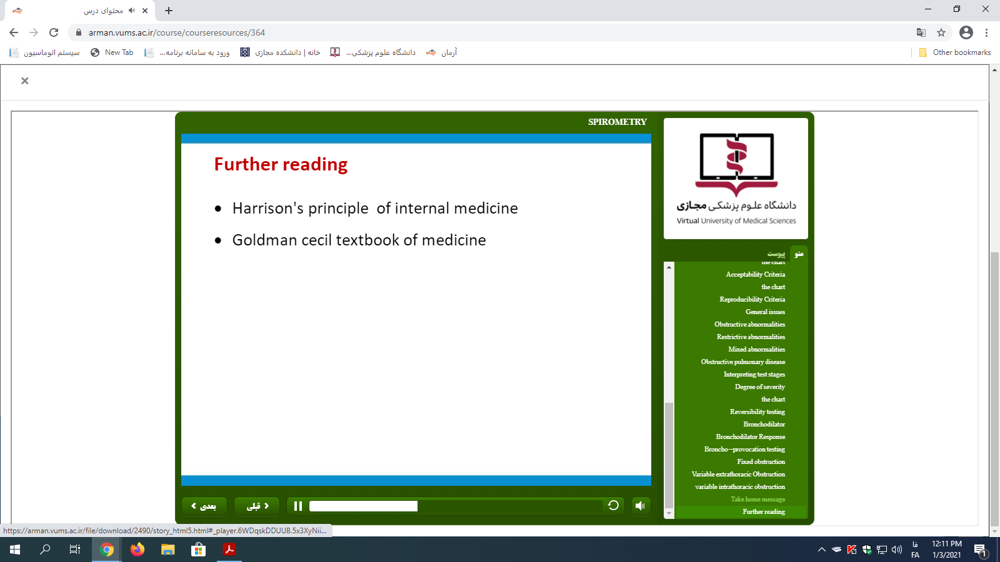 محتوای درس
arman.vums.ac.ir/course/courseresources/364
سیستم اتوماسیون
New Tab
ورود به سامانه برنامه...
خانه | دانشکده مجازی
دانشگاه علوم پزشکی...
آرمان
Other bookmarks
SPIROMETRY
Further reading
• Harrison's principle of internal medicine
• Goldman cecil textbook of medicine
دانشگاه علوم پزشکی مجازی
Virtual University of Medical Sciences
منو
پیوست
the chart
Acceptability Criteria
the chart
Reproducibility Criteria
General issues
Obstructive abnormalities
Restrictive abnormalities
Mixed abnormalities
Obstructive pulmonary disease
Interpreting test stages
Degree of severity
the chart
Reversibility testing
Bronchodilator
Bronchodilator Response
Broncho–provocation testing
Fixed obstruction
Variable extrathoracic Obstruction
variable intrathoracic obstruction
Take home message
Further reading
بعدی
قبلی
https://arman.vums.ac.ir/file/download/2490/story_html5.html#_player.6WDqskDDUUB.5x3XyNii...
فا
FA
12:11 PM
1/3/2021
1